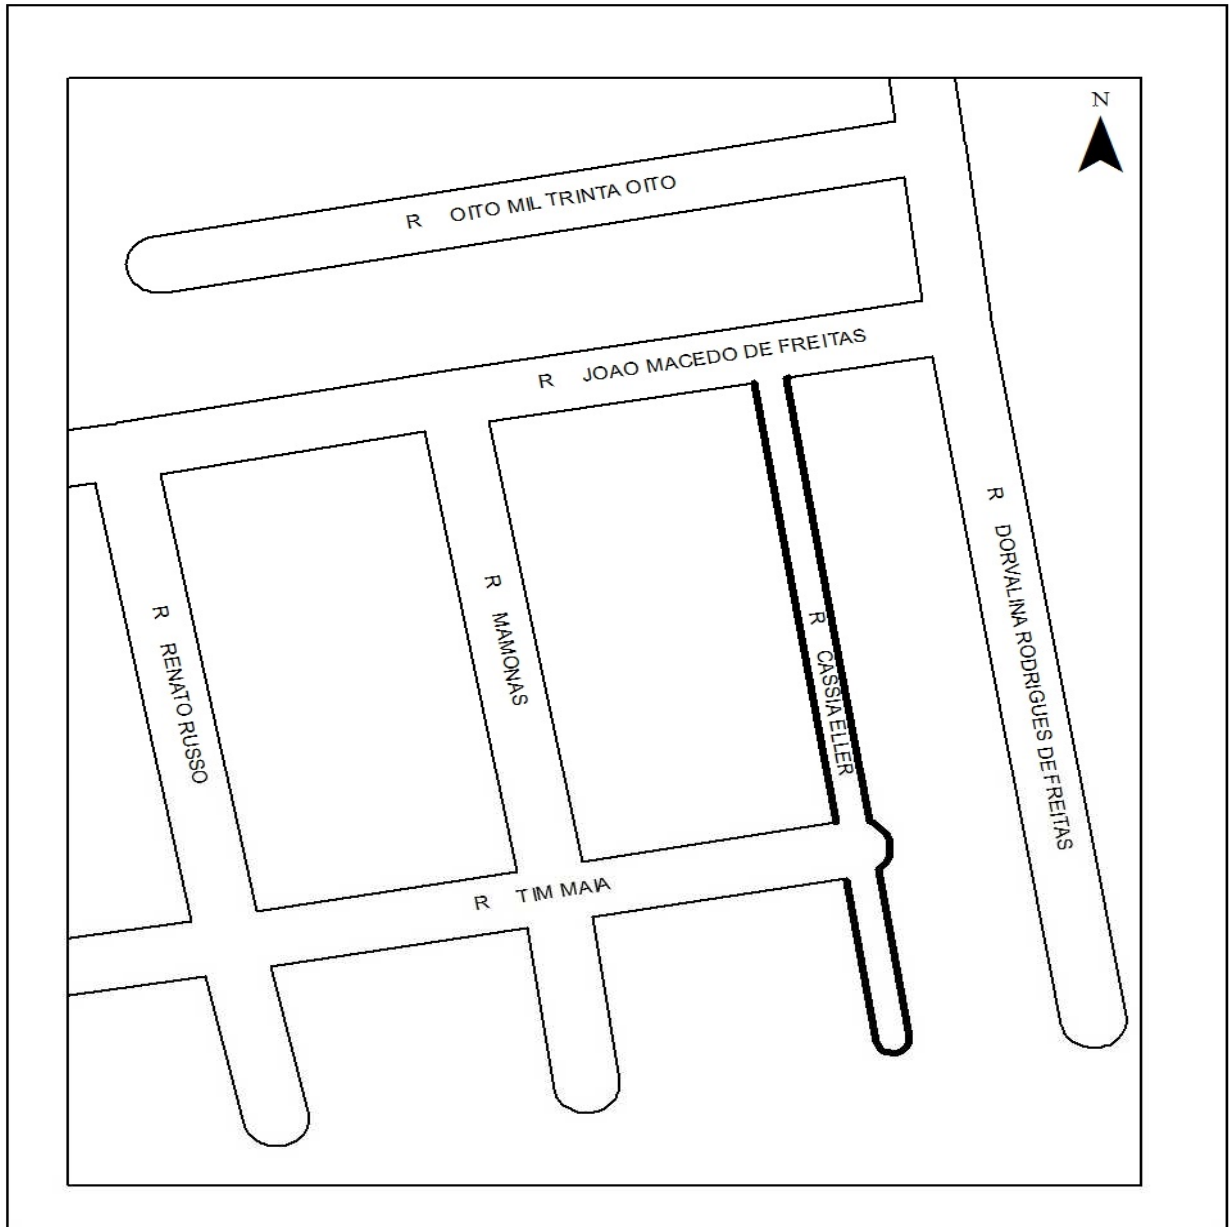 N
R OITO MIL TRINTA OITO
R JOAO MACEDO DE FREITAS
R DORVALINA RODRIGUES DE FREITAS
R MAMONAS
R RENATO RUSSO
R CASSIA ELLER
R TIM MAIA